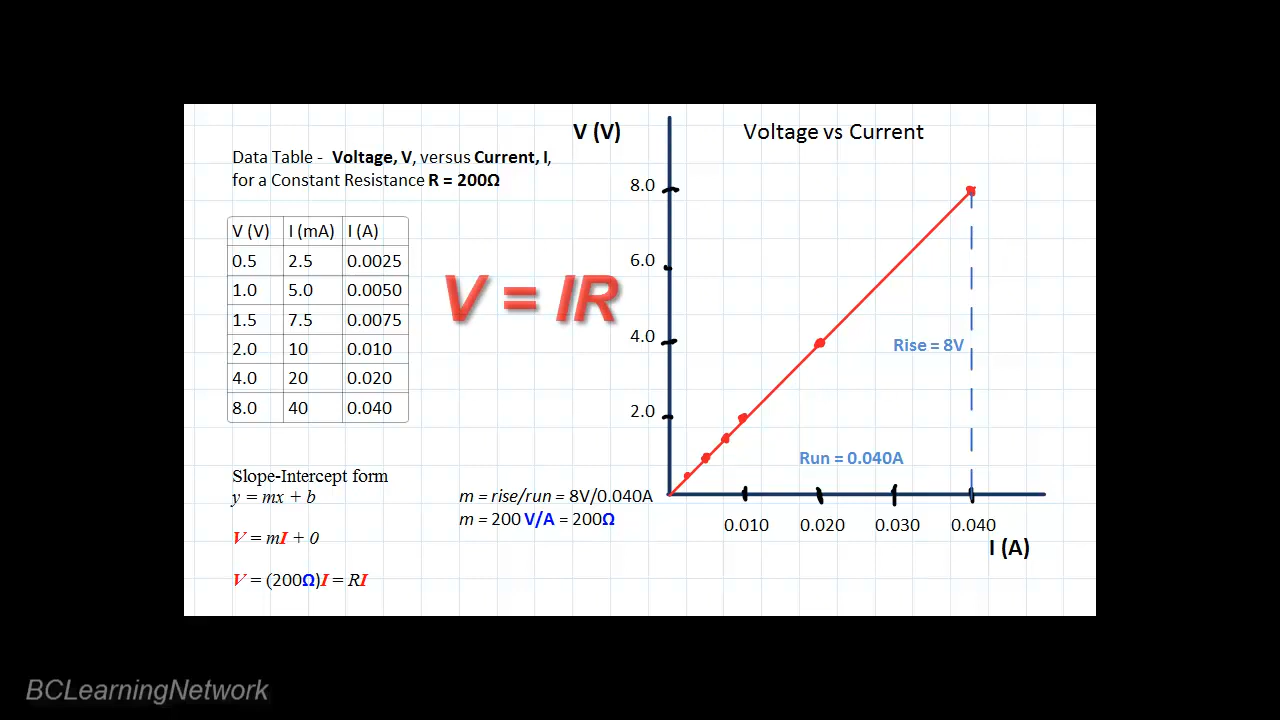 V (V)
Voltage vs Current
Data Table - Voltage, V, versus Current, I,
for a Constant Resistance R = 200Ω
V (V) I (mA) I (A)
0.5 2.5 0.0025
1.0 5.0 0.0050
1.5 7.5 0.0075
2.0 10 0.010
4.0 20 0.020
8.0 40 0.040
V = IR
8.0
6.0
4.0
2.0
Rise = 8V
Run = 0.040A
0.010 0.020 0.030 0.040
I (A)
Slope-Intercept form
y = mx + b
V = mI + 0
V = (200Ω)I = RI
m = rise/run = 8V/0.040A
m = 200 V/A = 200Ω
BCLearningNetwork